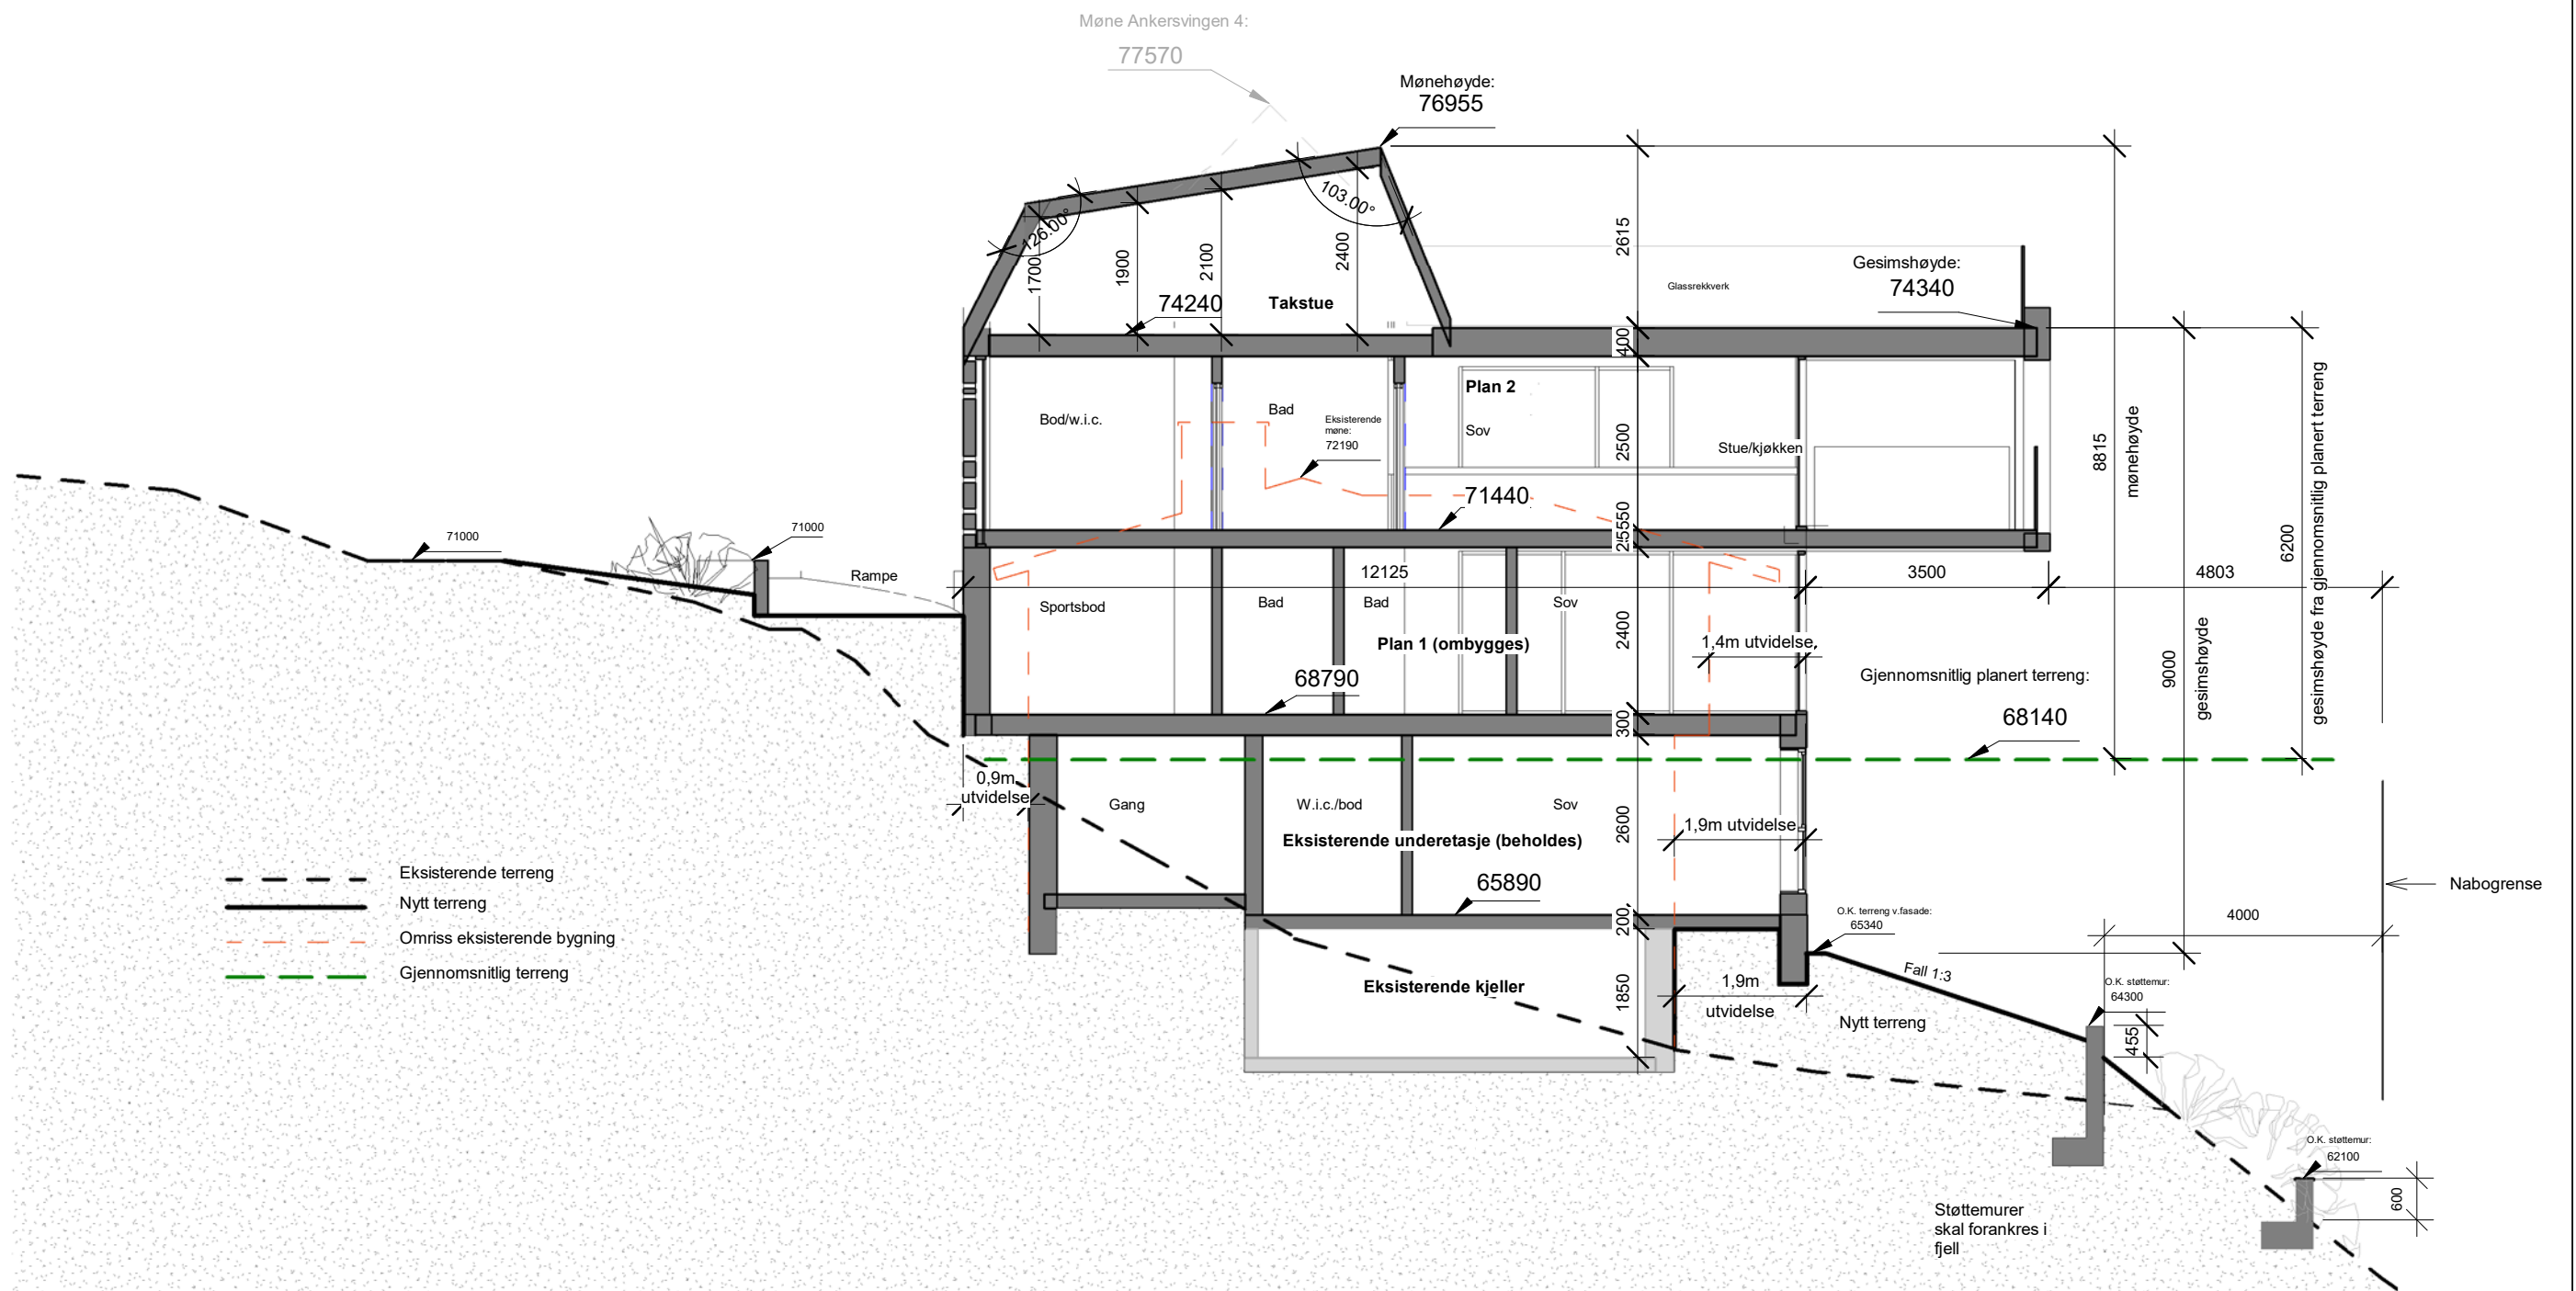 Møne Ankersvingen 4:
77570
Mønehøyde:
76955
103.00°
126.00°
1700
1900
2100
2400
2615
74240
Takstue
Glassrekkverk
Gesimshøyde:
74340
400
Plan 2
Bod/w.i.c.
Bad
Eksisterende
møne:
72190
Sov
Stue/kjøkken
2500
71440
8815
mønehøyde
6200
gesimshøyde fra gjennomsnitlig planert terreng
71000
71000
Rampe
12125
3500
4803
Sportsbod
Bad
Bad
Sov
2400
Plan 1 (ombygges)
1,4m utvidelse
68790
300
9000
gesimshøyde
Gjennomsnitlig planert terreng:
68140
0,9m
utvidelse
Gang
W.i.c./bod
Sov
2600
1,9m utvidelse
Eksisterende underetasje (beholdes)
65890
200
Eksisterende terreng
Nytt terreng
Omriss eksisterende bygning
Gjennomsnitlig terreng
Nabogrense
4000
O.K. terreng v.fasade:
65340
Fall 1:3
Eksisterende kjeller
1850
1,9m
utvidelse
Nytt terreng
O.K. støttemur:
64300
455
O.K. støttemur:
62100
600
Støttemurer
skal forankres i
fjell